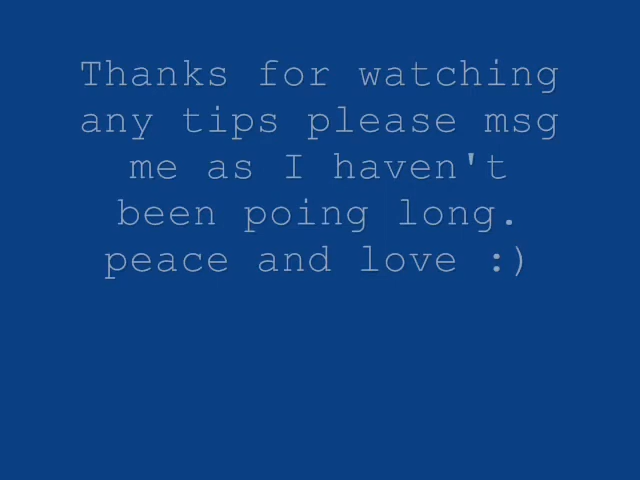 Thanks for watching
any tips please msg
me as I haven't
been poing long.
peace and love :)